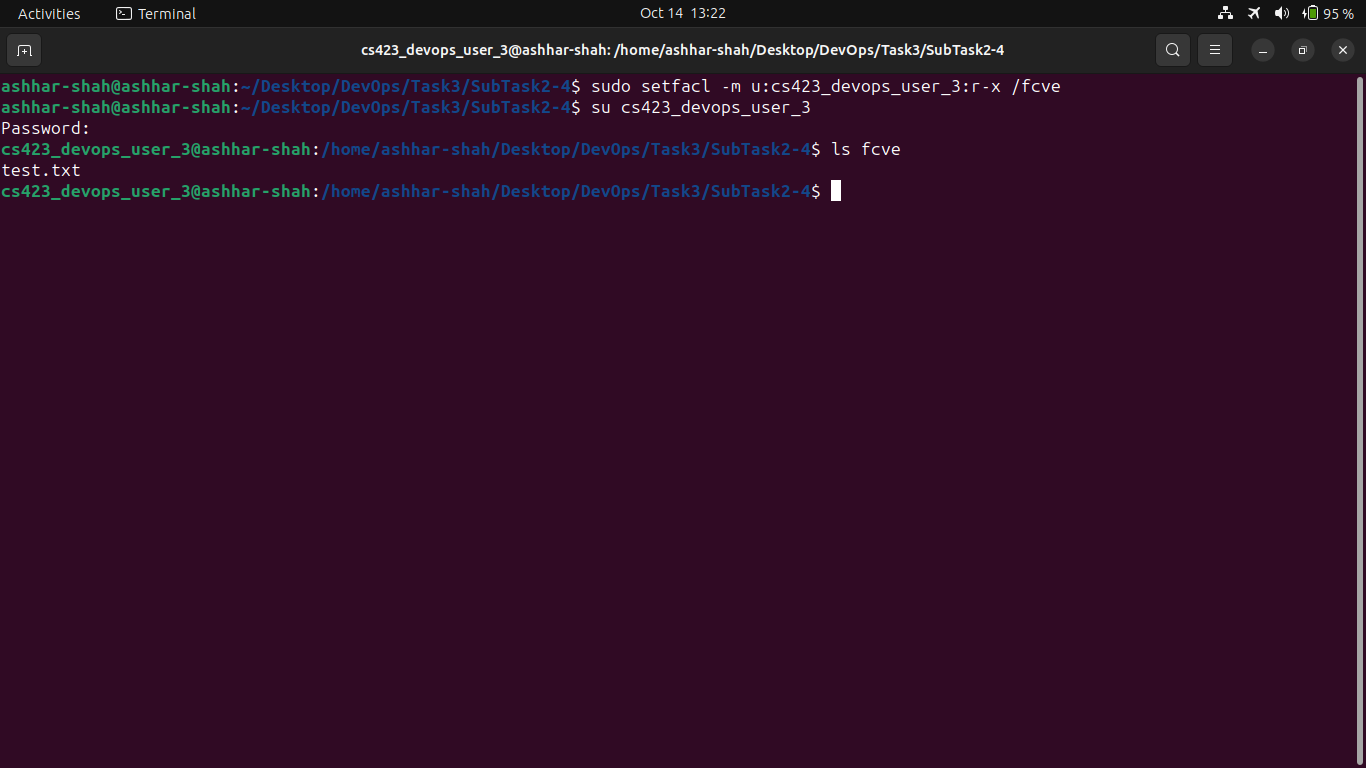 Activities
Terminal
Oct 14 13:22
95 %
cs423_devops_user_3@ashhar-shah: /home/ashhar-shah/Desktop/DevOps/Task3/SubTask2-4
ashhar-shah@ashhar-shah:~/Desktop/DevOps/Task3/SubTask2-4$ sudo setfacl -m u:cs423_devops_user_3:r-x /fcve
ashhar-shah@ashhar-shah:~/Desktop/DevOps/Task3/SubTask2-4$ su cs423_devops_user_3
Password:
cs423_devops_user_3@ashhar-shah:/home/ashhar-shah/Desktop/DevOps/Task3/SubTask2-4$ ls fcve
test.txt
cs423_devops_user_3@ashhar-shah:/home/ashhar-shah/Desktop/DevOps/Task3/SubTask2-4$